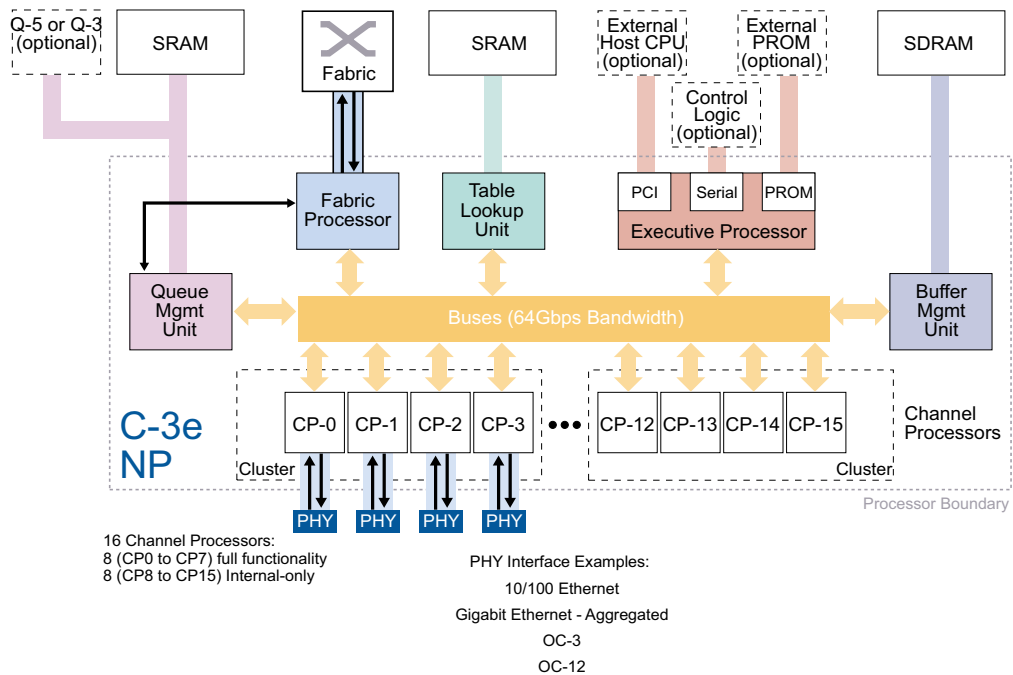 Q-5 or Q-3
(optional)
SRAM
Fabric
SRAM
External
Host CPU
(optional)
External
PROM
(optional)
SDRAM
Control
Logic
(optional)
Fabric
Processor
Table
Lookup
Unit
PCI
Serial
PROM
Executive Processor
Queue
Mgmt
Unit
Buses (64Gbps Bandwidth)
Buffer
Mgmt
Unit
C-3e
NP
CP-0
CP-1
CP-2
CP-3
CP-12
CP-13
CP-14
CP-15
Channel
Processors
Cluster
Cluster
Processor Boundary
PHY
PHY
PHY
PHY
16 Channel Processors:
8 (CP0 to CP7) full functionality
8 (CP8 to CP15) Internal-only
PHY Interface Examples:
10/100 Ethernet
Gigabit Ethernet - Aggregated
OC-3
OC-12